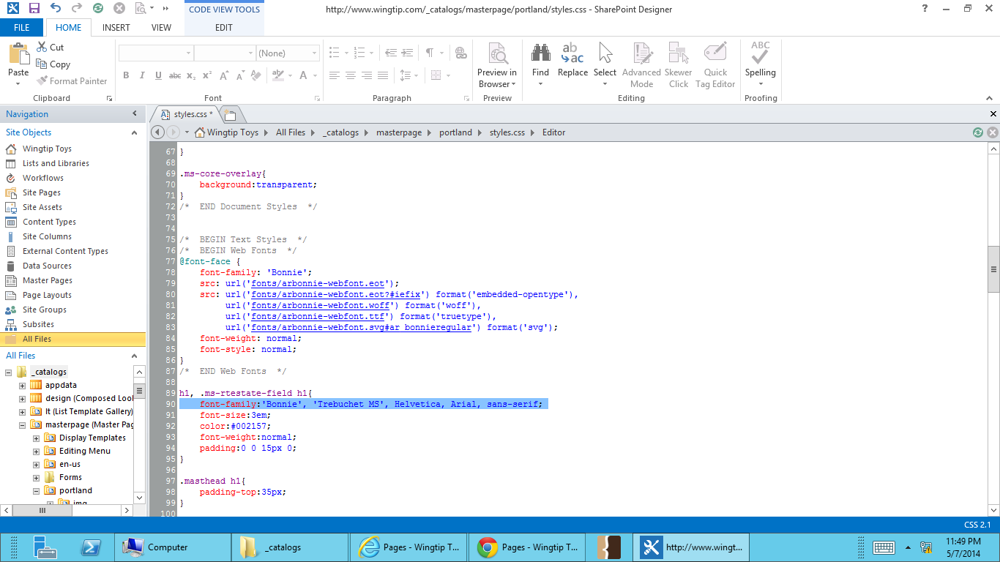 CODE VIEW TOOLS
http://www.wingtip.com/_catalogs/masterpage/portland/styles.css - SharePoint Designer
FILE HOME INSERT VIEW EDIT
Paste
Cut
Copy
Format Painter
Clipboard
(None)
B I U abc x₂ x² A A
A
Font
Paragraph
Preview in Browser
Preview
Find
ab ac
Replace
Select
Advanced Mode
Skewer Click
Quick Tag Editor
Editing
ABC
Spelling
Proofing
Navigation
Site Objects
Wingtip Toys
Lists and Libraries
Workflows
Site Pages
Site Assets
Content Types
Site Columns
External Content Types
Data Sources
Master Pages
Page Layouts
Site Groups
Subsites
All Files
All Files
_catalogs
appdata
design (Composed Lool
lt (List Template Gallery)
masterpage (Master Pag
Display Templates
Editing Menu
en-us
Forms
portland
img
styles.css *
Wingtip Toys All Files _catalogs masterpage portland styles.css Editor
67 }
68
69 .ms-core-overlay{
70 background:transparent;
71 }
72 /*  END Document Styles  */
73
74
75 /*  BEGIN Text Styles  */
76 /*  BEGIN Web Fonts  */
77 @font-face {
78 font-family: 'Bonnie';
79 src: url('fonts/arbonnie-webfont.eot');
80 src: url('fonts/arbonnie-webfont.eot?#iefix') format('embedded-opentype'),
81 url('fonts/arbonnie-webfont.woff') format('woff'),
82 url('fonts/arbonnie-webfont.ttf') format('truetype'),
83 url('fonts/arbonnie-webfont.svg#ar_bonnieregular') format('svg');
84 font-weight: normal;
85 font-style: normal;
86 }
87 /*  END Web Fonts  */
88
89 h1, .ms-rtestate-field h1{
90 font-family:'Bonnie', 'Trebuchet MS', Helvetica, Arial, sans-serif;
91 font-size:3em;
92 color:#002157;
93 font-weight:normal;
94 padding:0 0 15px 0;
95 }
96
97 .masthead h1{
98 padding-top:35px;
99 }
100
CSS 2.1
Computer
_catalogs
Pages - Wingtip T...
Pages - Wingtip T...
http://www.wingt...
11:49 PM
5/7/2014